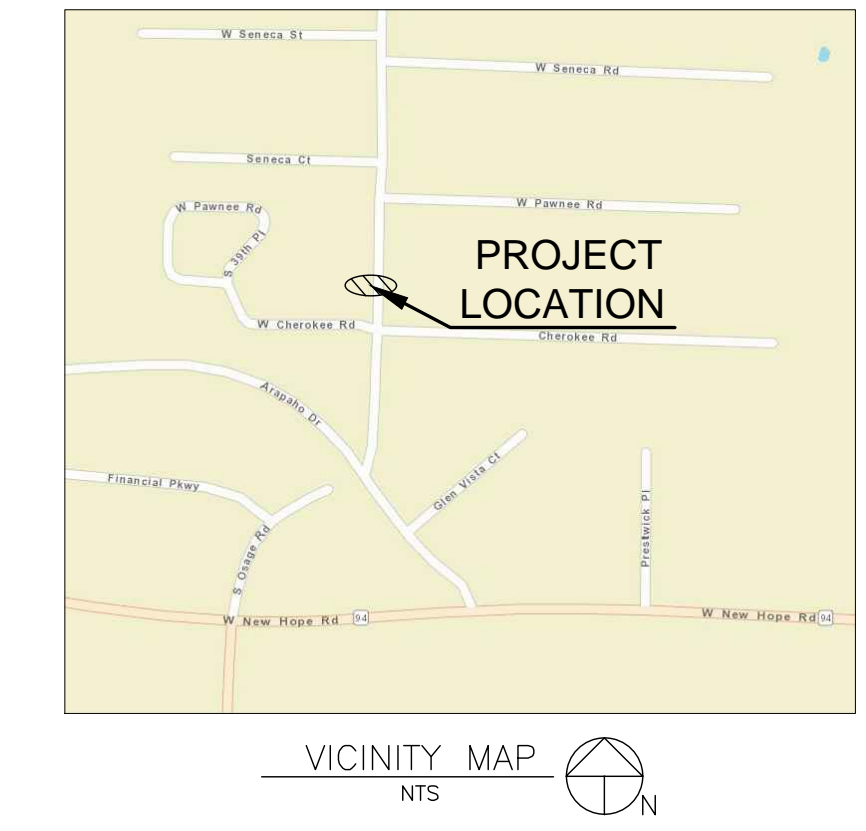 W Seneca St
W Seneca Rd
Seneca Ct
W Pawnee Rd
W Pawnee Rd
S 39th Pl
PROJECT
LOCATION
W Cherokee Rd
Cherokee Rd
Arapaho Dr
Glen Vista Ct
Financial Pkwy
Prestwick Pl
S Osage Rd
W New Hope Rd 94
W New Hope Rd 94
VICINITY MAP
NTS
N